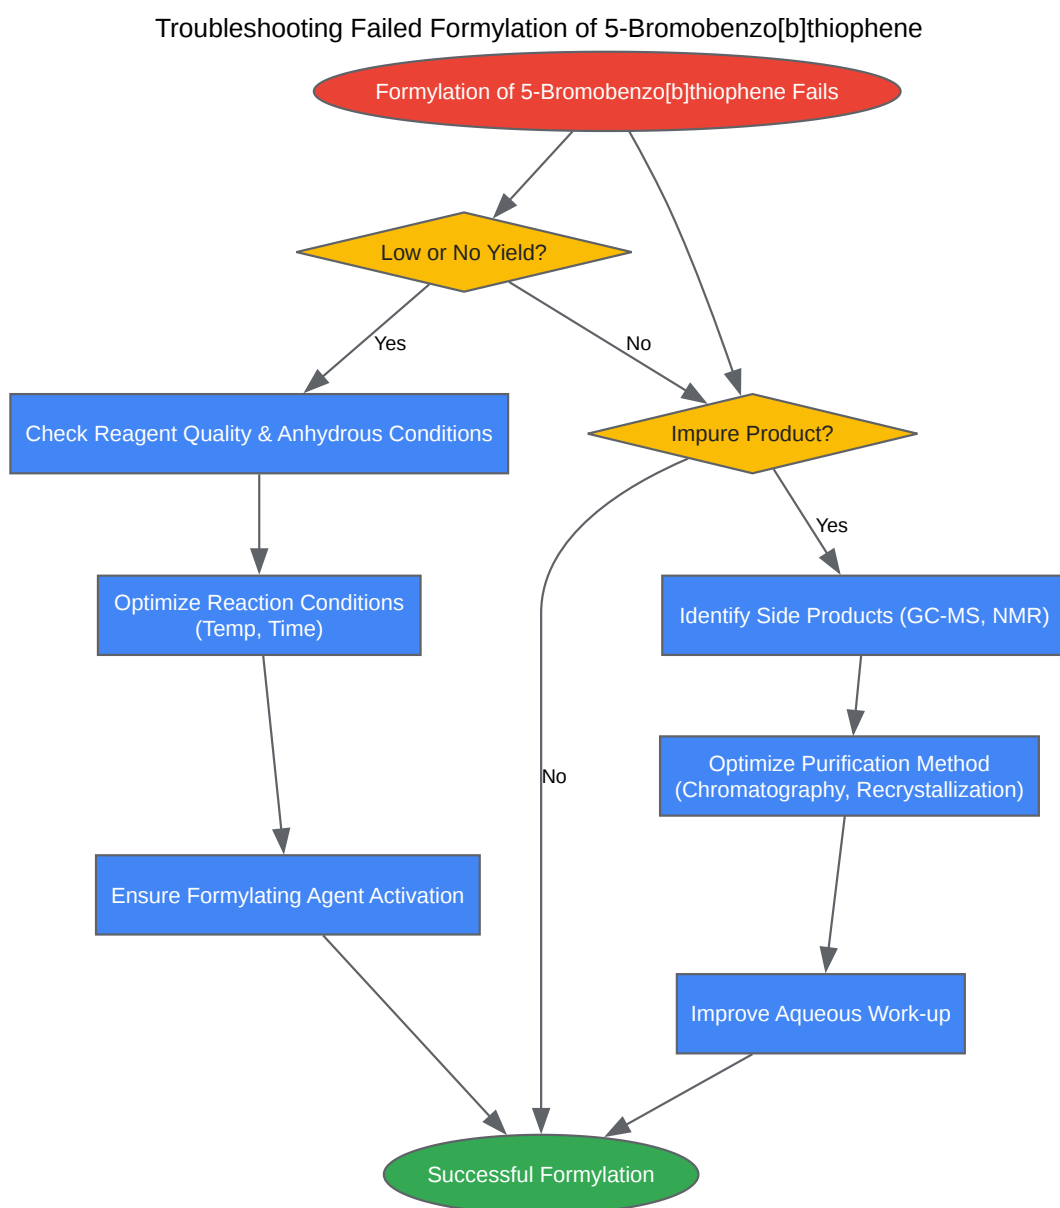 Troubleshooting Failed Formylation of 5-Bromobenzo[b]thiophene
Formylation of 5-Bromobenzo[b]thiophene Fails
Low or No Yield?
Yes
No
Check Reagent Quality & Anhydrous Conditions
Impure Product?
Yes
Optimize Reaction Conditions
(Temp, Time)
Identify Side Products (GC-MS, NMR)
No
Optimize Purification Method
(Chromatography, Recrystallization)
Ensure Formylating Agent Activation
Improve Aqueous Work-up
Successful Formylation